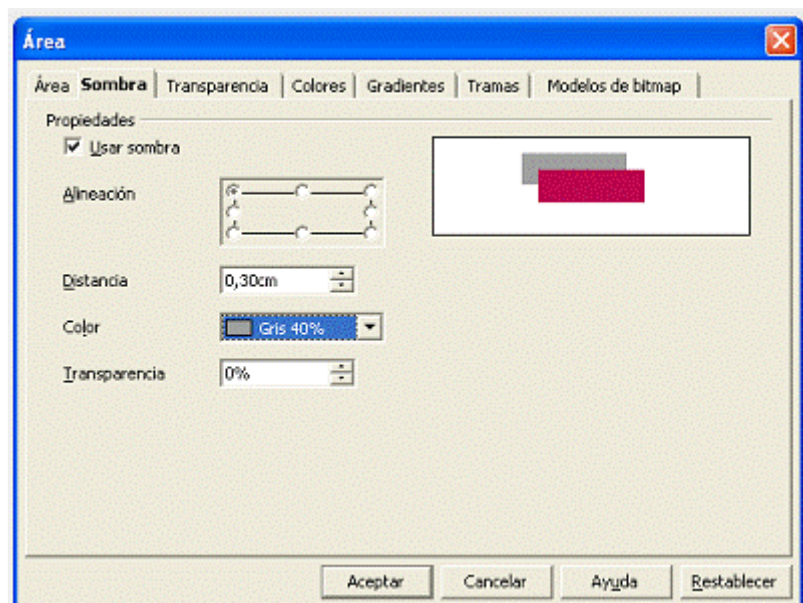 Área
Área Sombra Transparencia Colores Gradientes Tramas Modelos de bitmap
Propiedades
Usar sombra
Alineación
Distancia 0,30cm
Color Gris 40%
Transparencia 0%
Aceptar Cancelar Ayuda Restablecer